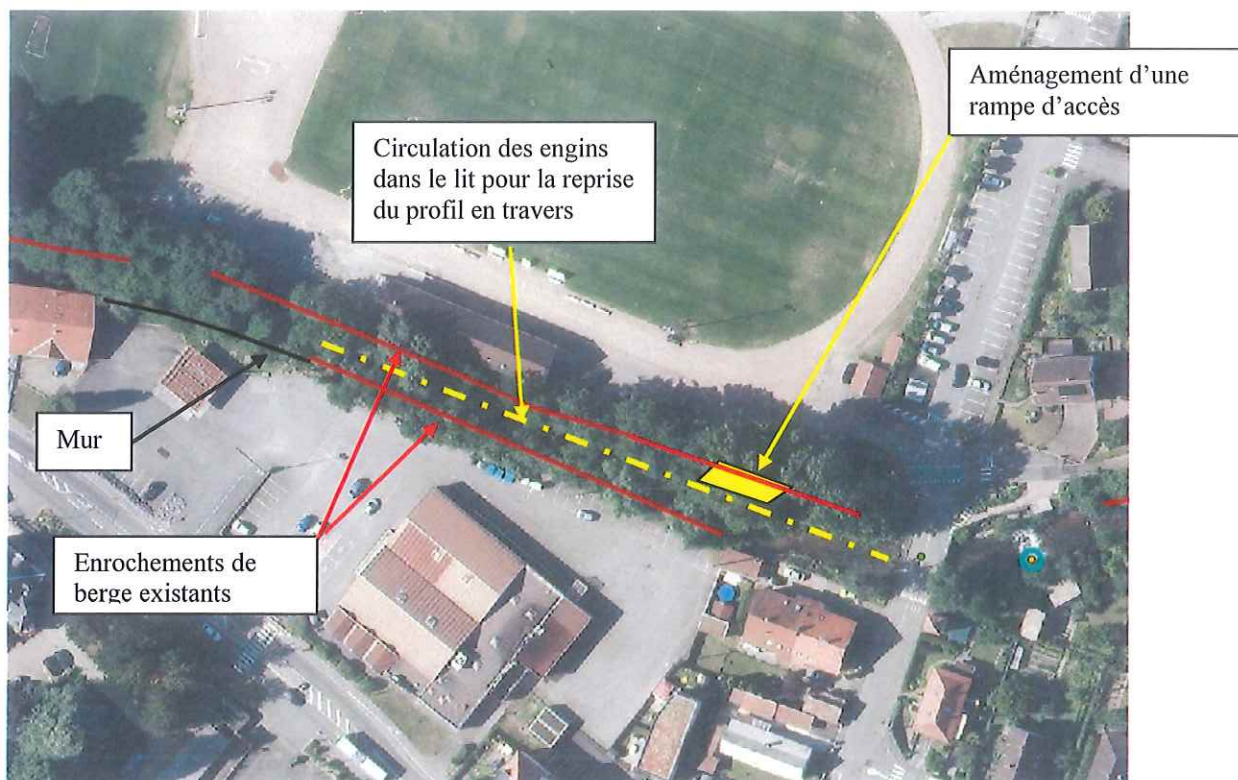 Aménagement d'une
rampe d'accès
Circulation des engins
dans le lit pour la reprise
du profil en travers
Mur
Enrochements de
berge existants